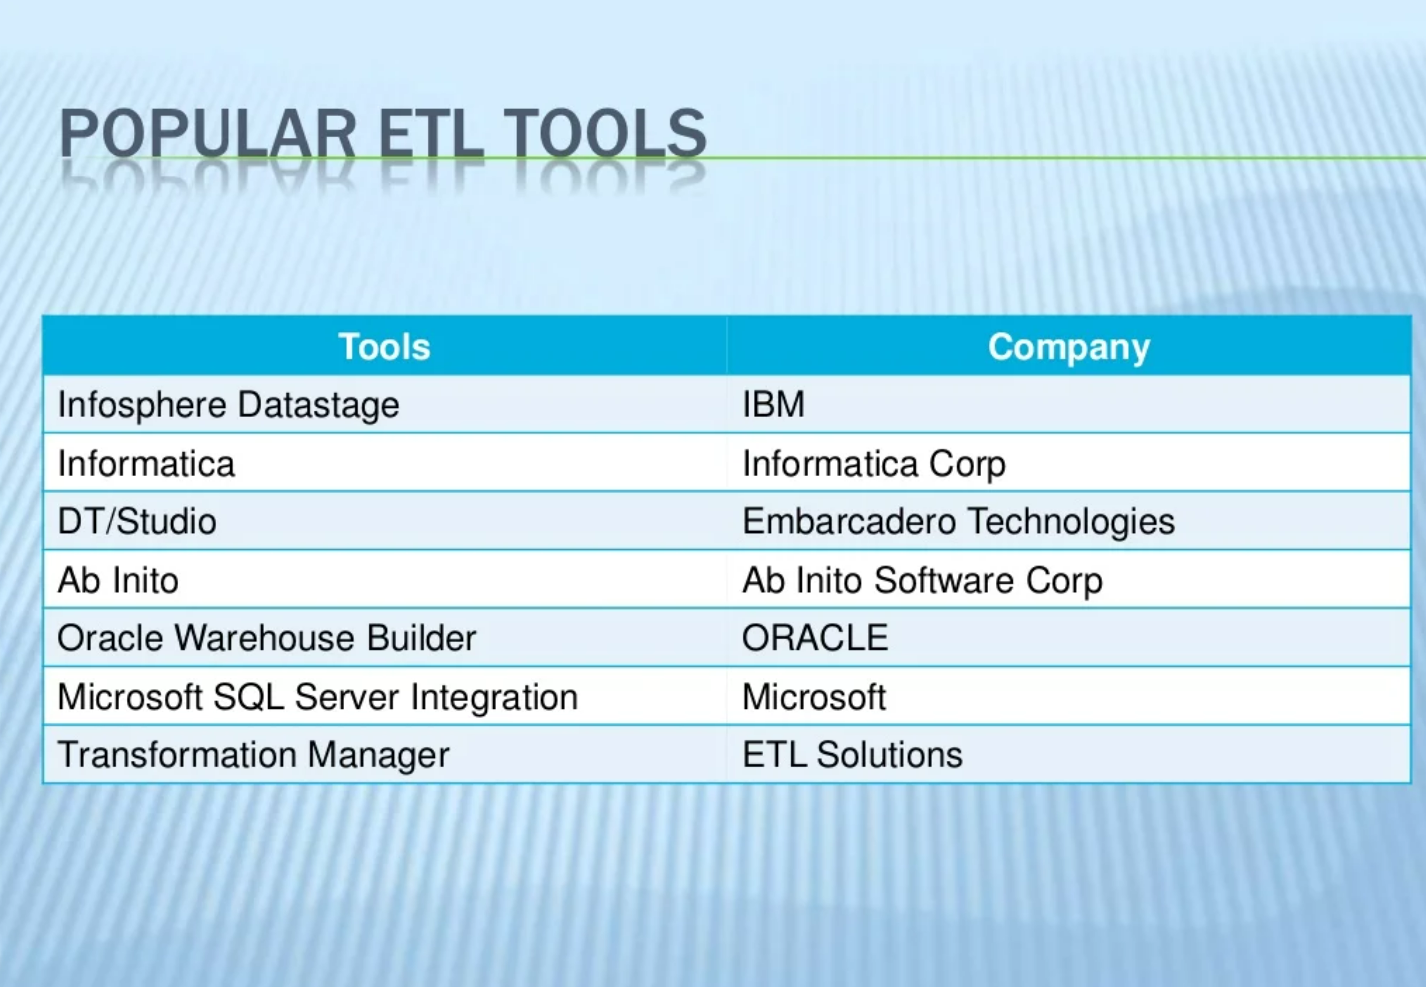 POPULAR ETL TOOLS
Tools Company
Infosphere Datastage IBM
Informatica Informatica Corp
DT/Studio Embarcadero Technologies
Ab Inito Ab Inito Software Corp
Oracle Warehouse Builder ORACLE
Microsoft SQL Server Integration Microsoft
Transformation Manager ETL Solutions